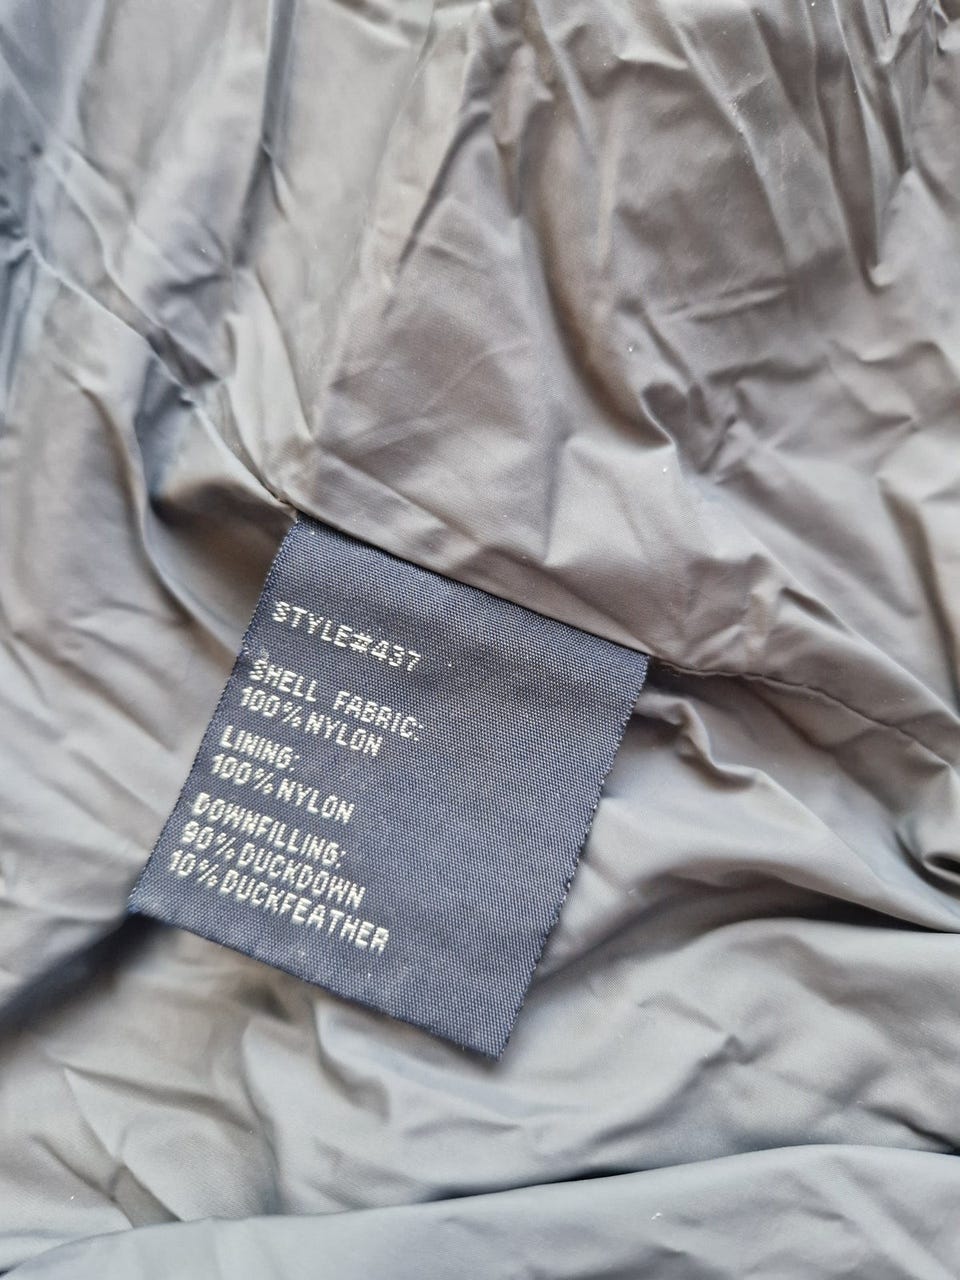 STYLE#437
SHELL FABRIC:
100% NYLON
LINING:
100% NYLON
DOWNFILLING:
90% DUCKDOWN
10% DUCKFEATHER